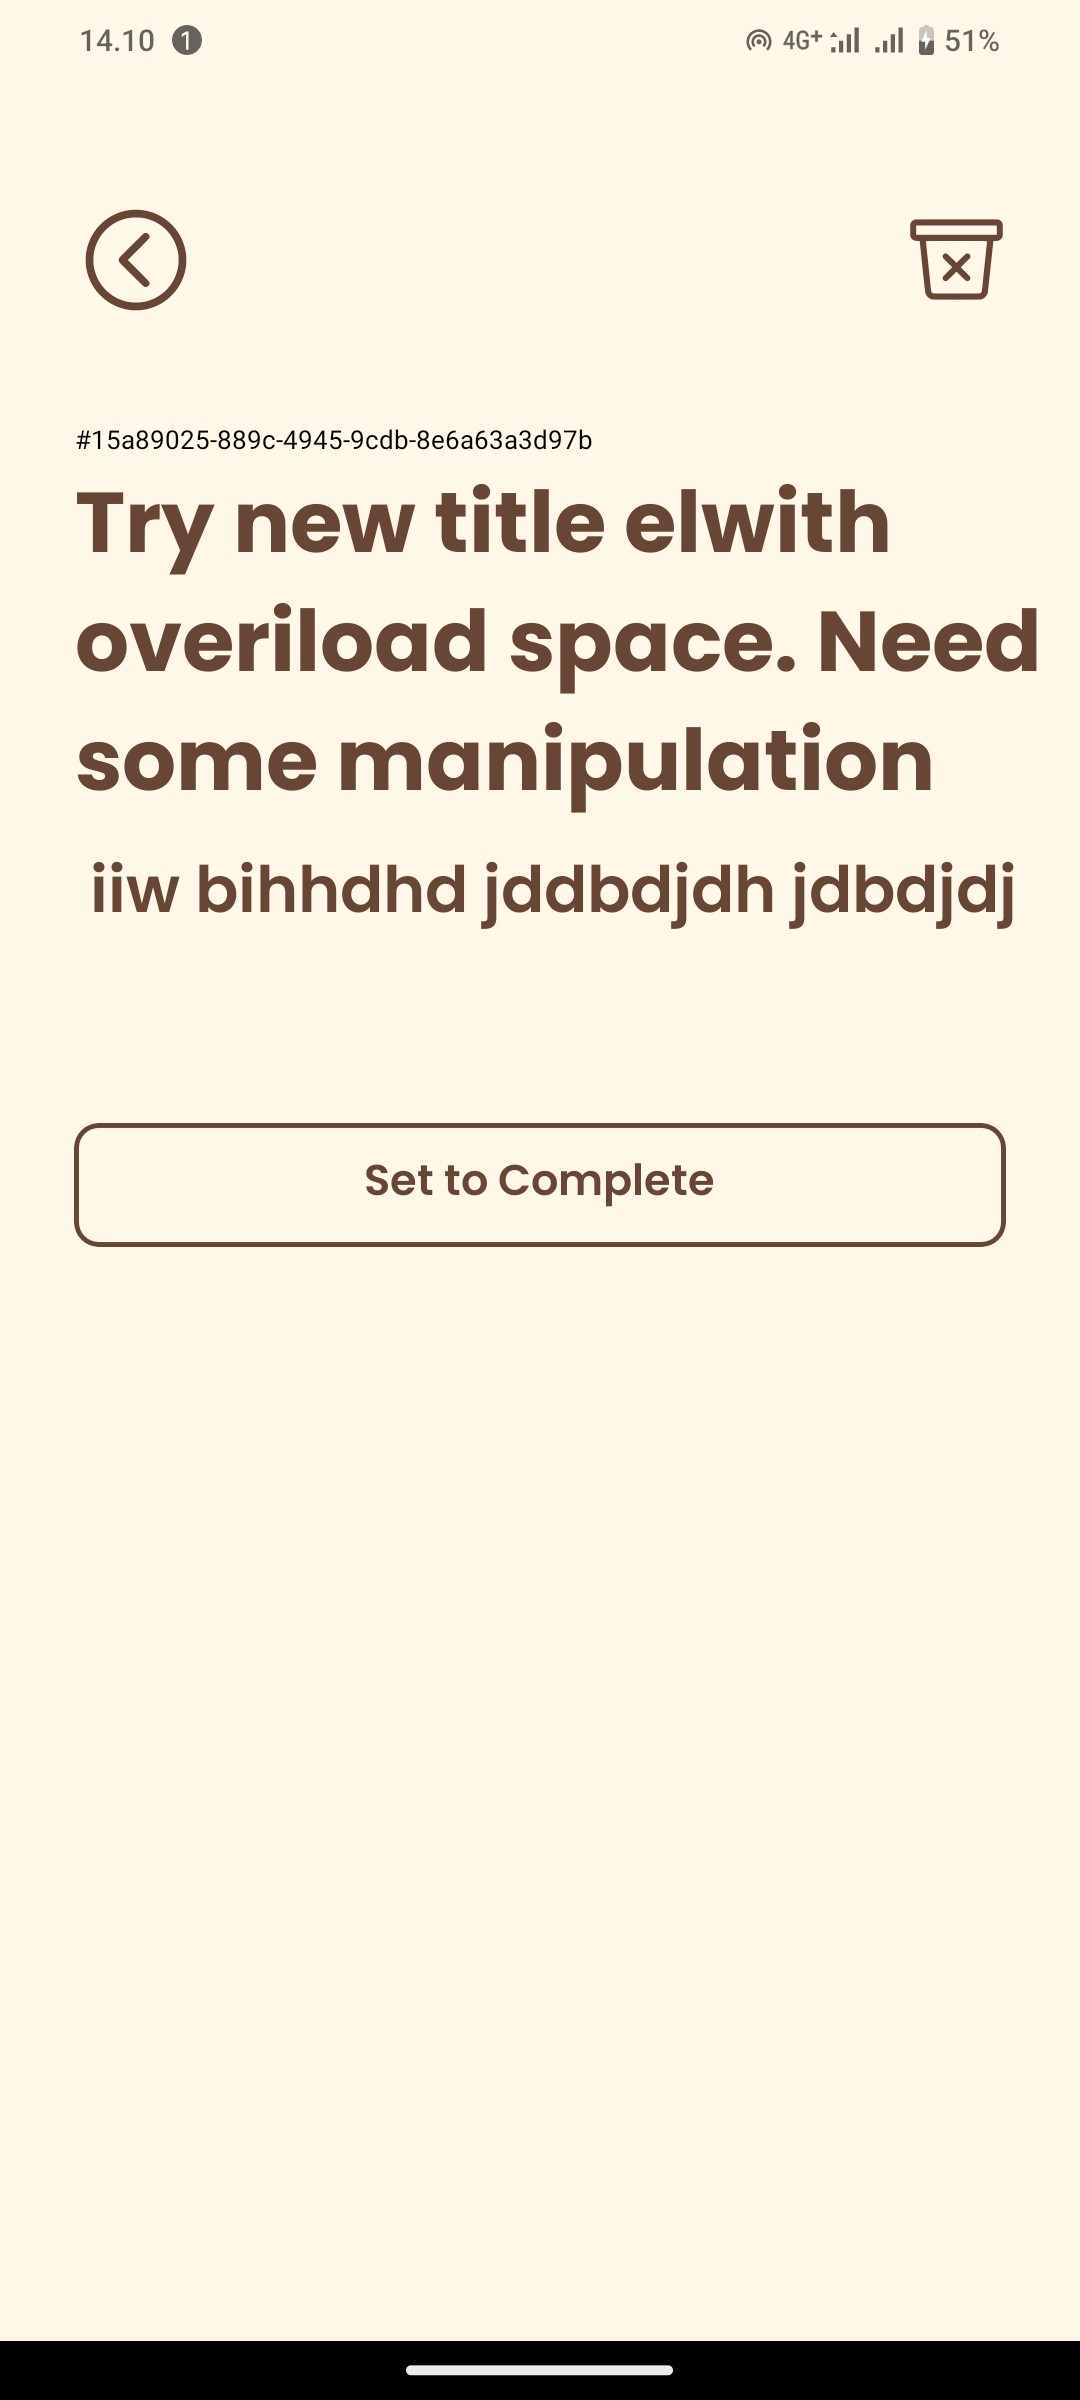 14.10 1 4G+ 51%
#15a89025-889c-4945-9cdb-8e6a63a3d97b
Try new title elwith
overiload space. Need
some manipulation
iiw bihhdhd jddbdjdh jdbdjdj
Set to Complete